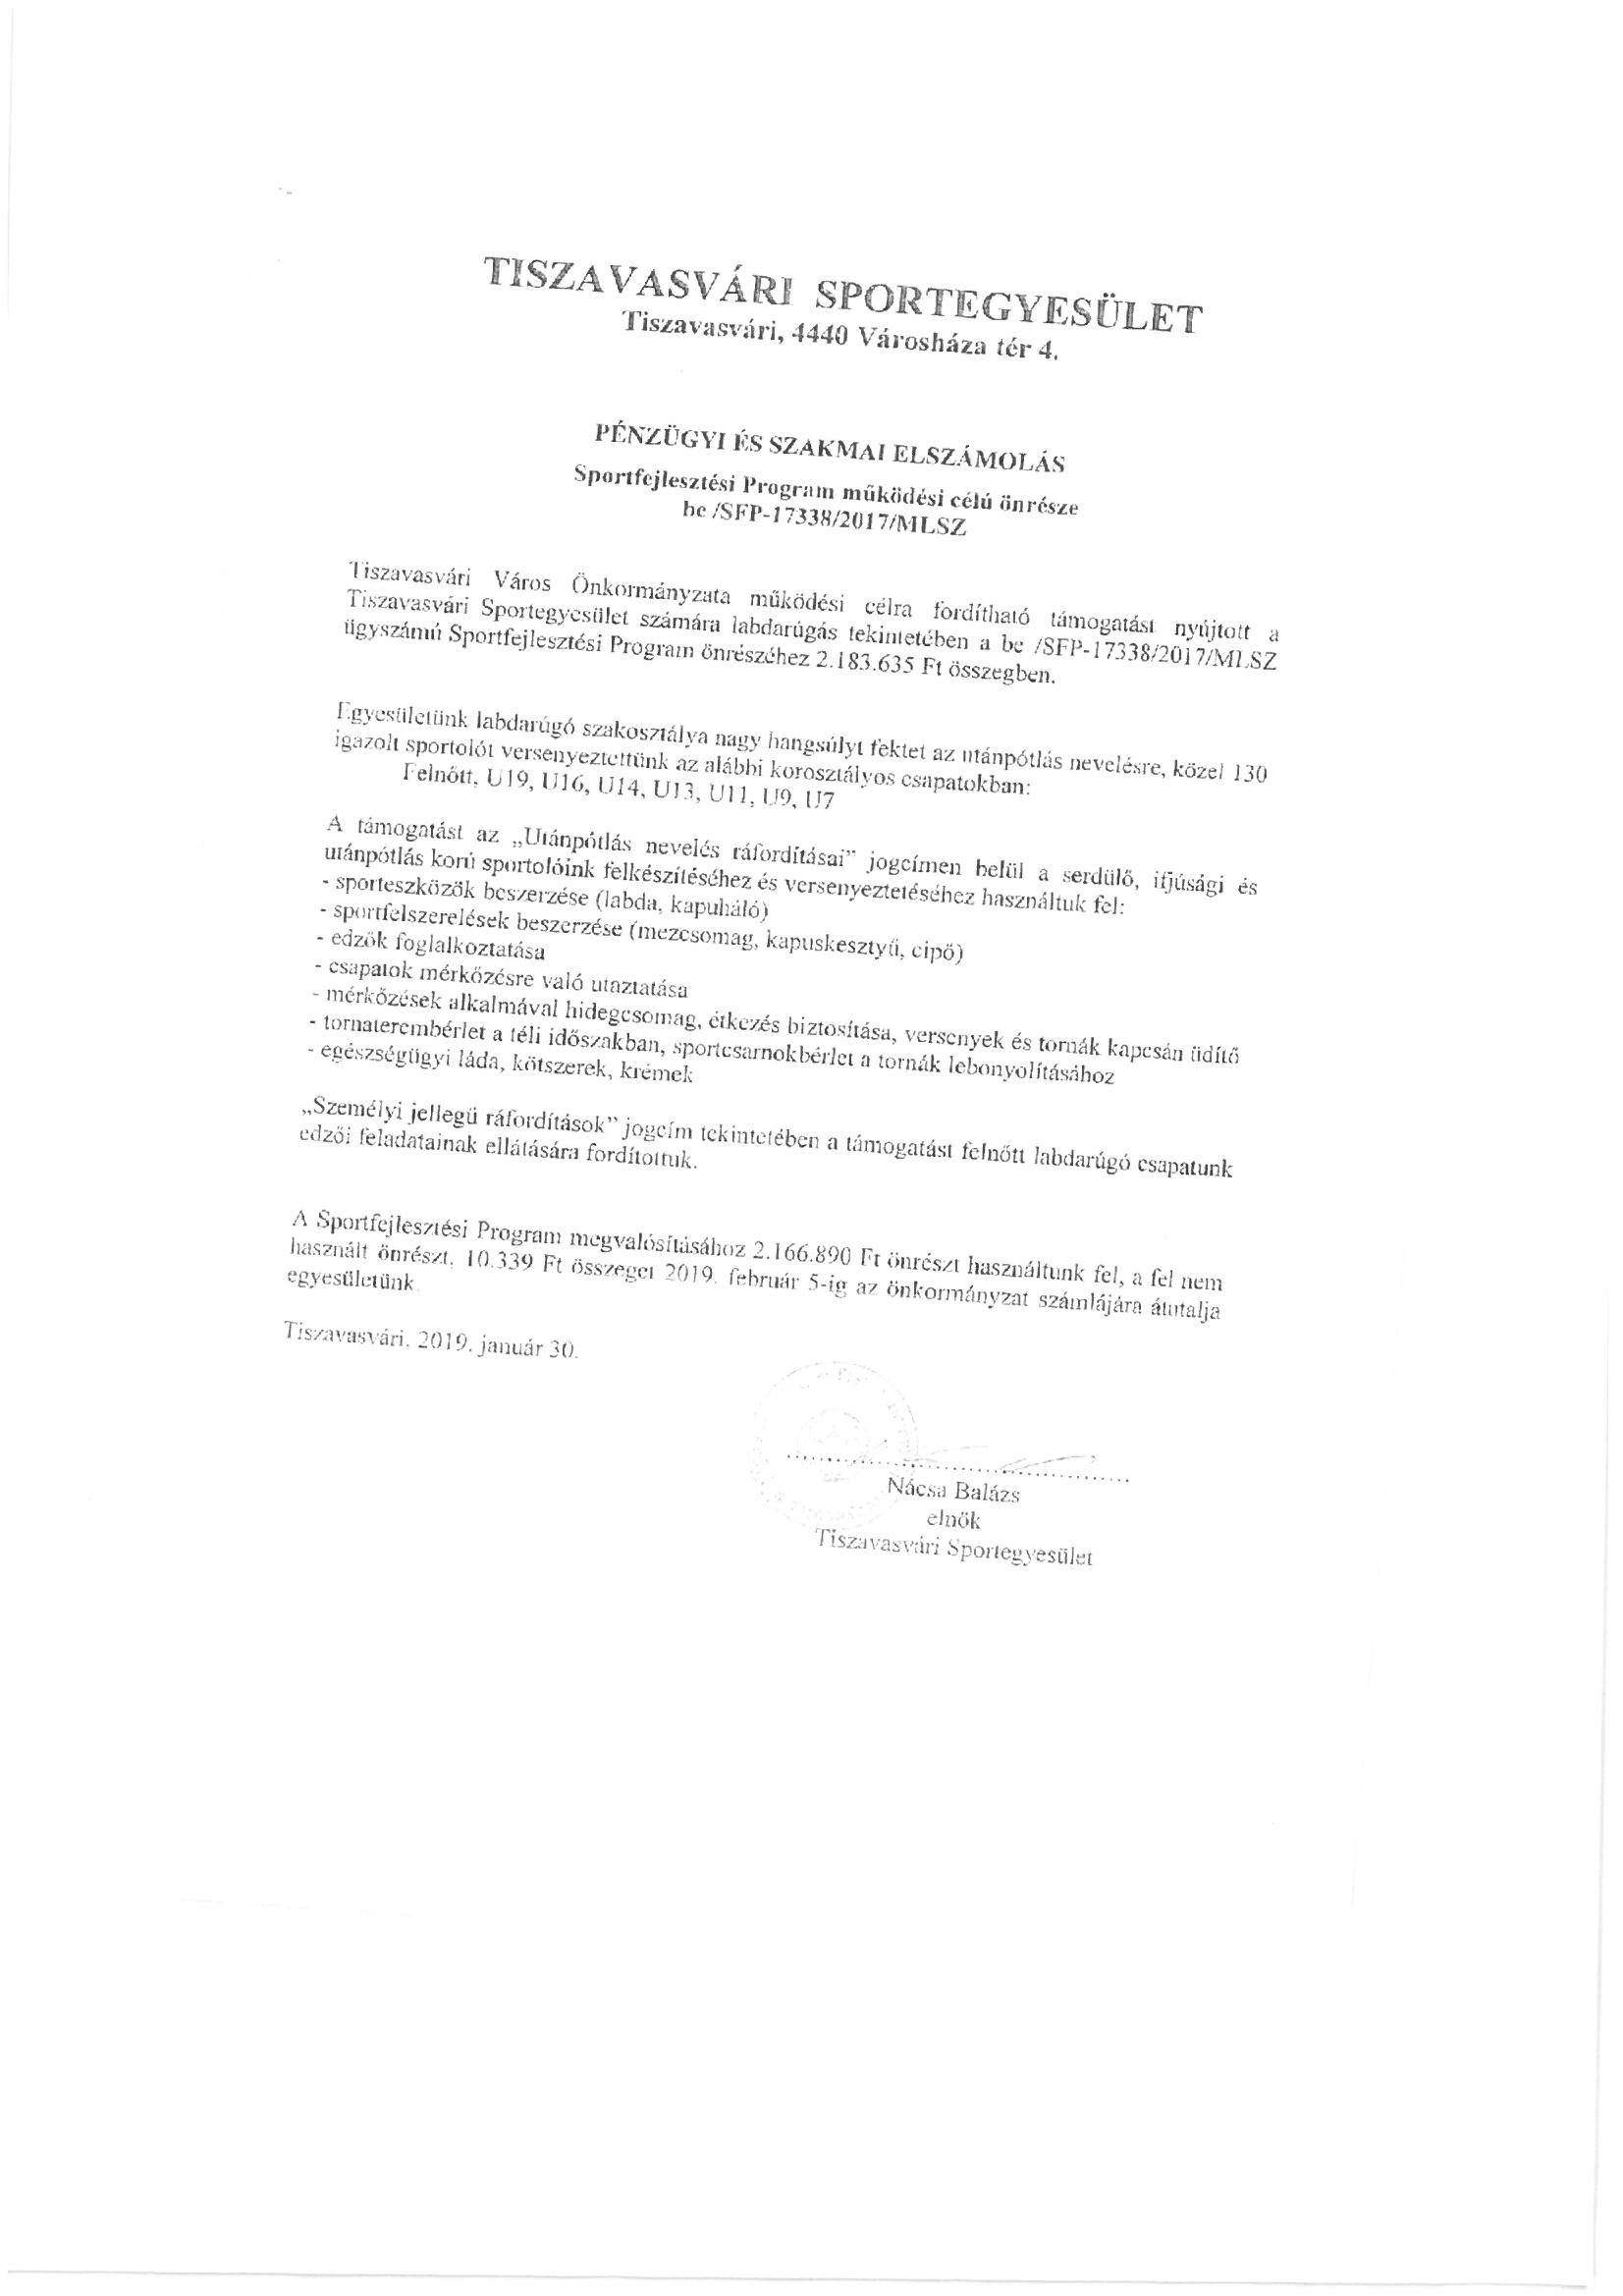 TISZAVASVÁRI SPORTEGYESÜLET
Tiszavasvári, 4440 Városháza tér 4.
PÉNZÜGYI ÉS SZAKMAI ELSZÁMOLÁS
Sportfejlesztési Program működési célú önrésze
be /SFP-17338/2017/MLSZ
Tiszavasvári Város Önkormányzata működési célra fordítható támogatást nyújtott a
Tiszavasvári Sportegyesület számára labdarúgás tekintetében a be /SFP-17338/2017/MLSZ
ügyszámú Sportfejlesztési Program önrészéhez 2.183.635 Ft összegben.
Egyesületünk labdarúgó szakosztálya nagy hangsúlyt fektet az utánpótlás nevelésre, közel 130
igazolt sportolót versenyeztettünk az alábbi korosztályos csapatokban:
Felnőtt, U19, U16, U14, U13, U11, U9, U7
A támogatást az „Utánpótlás nevelés ráfordításai” jogcímen belül a serdülő, ifjúsági és
utánpótlás korú sportolóink felkészítéséhez és versenyeztetéséhez használtuk fel:
- sporteszközök beszerzése (labda, kapuháló)
- sportfelszerelések beszerzése (mezcsomag, kapuskesztyű, cipő)
- edzők foglalkoztatása
- csapatok mérkőzésre való utaztatása
- mérkőzések alkalmával hidegcsomag, étkezés biztosítása, versenyek és tornák kapcsán üdítő
- tornaterembérlet a téli időszakban, sportcsarnokbérlet a tornák lebonyolításához
- egészségügyi láda, kötszerek, krémek
„Személyi jellegű ráfordítások” jogcím tekintetében a támogatást felnőtt labdarúgó csapatunk
edzői feladatainak ellátására fordítottuk.
A Sportfejlesztési Program megvalósításához 2.166.890 Ft önrészt használtunk fel, a fel nem
használt önrészt, 10.339 Ft összeget 2019. február 5-ig az önkormányzat számlájára átutalja
egyesületünk.
Tiszavasvári, 2019. január 30.
Nácsa Balázs
elnök
Tiszavasvári Sportegyesület